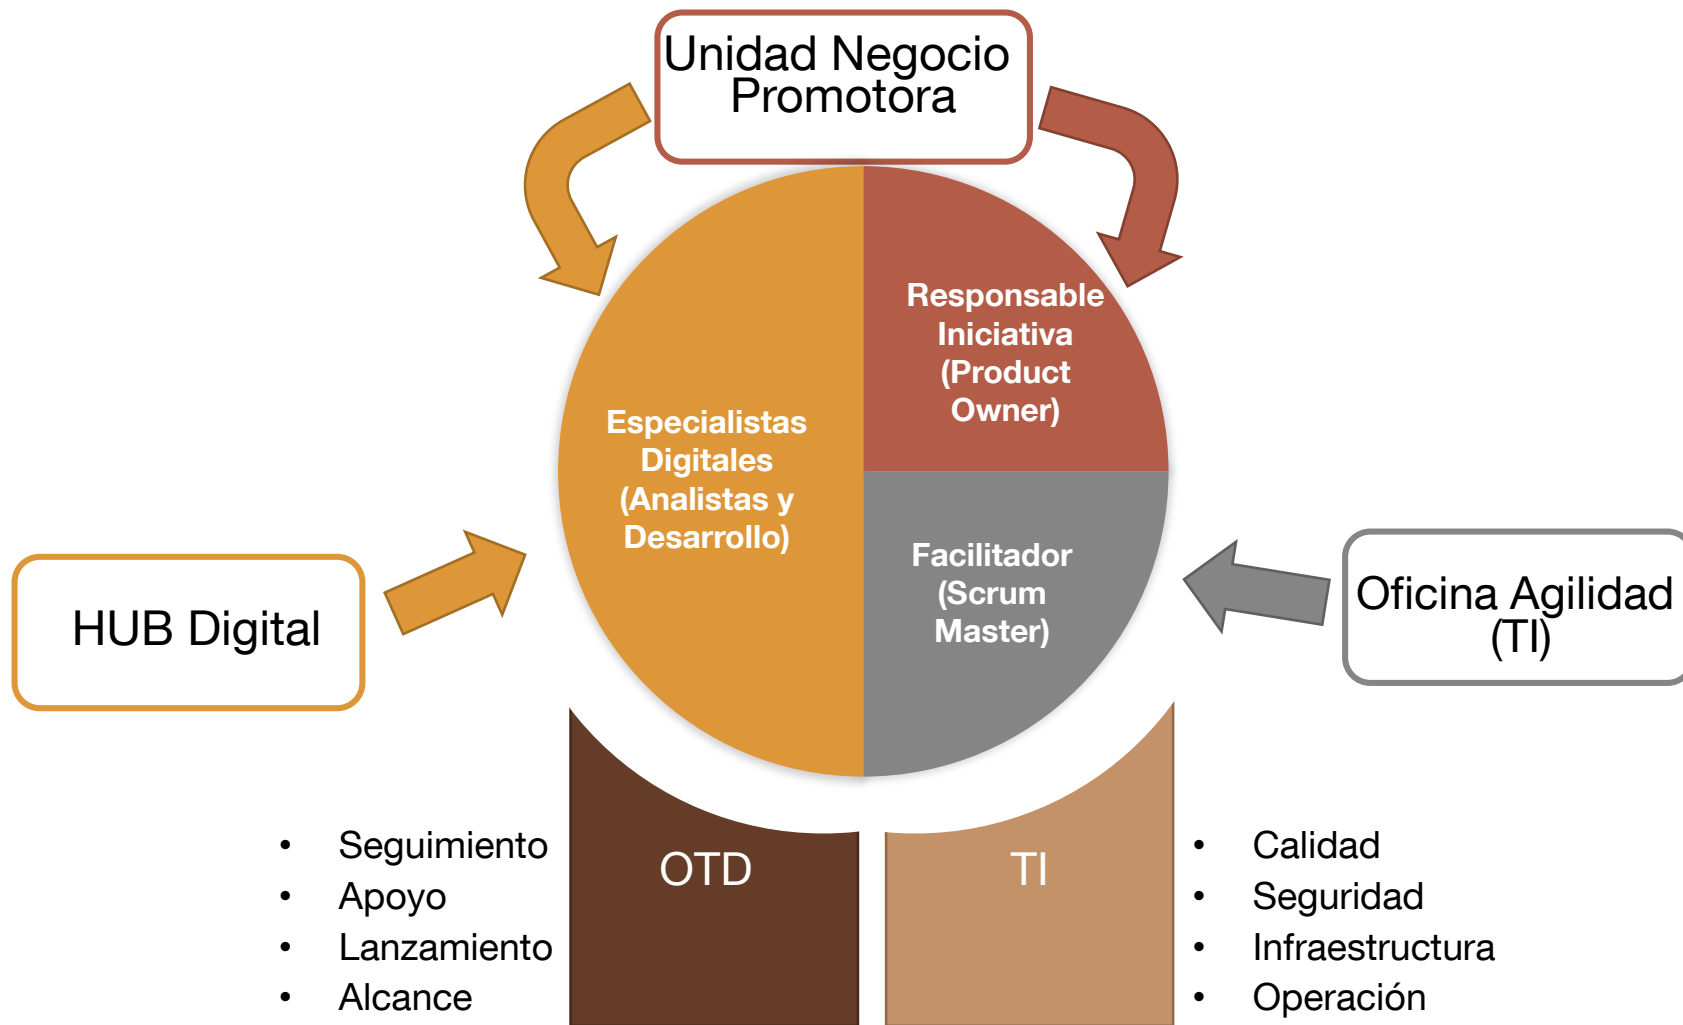 Unidad Negocio
Promotora
Responsable
Iniciativa
(Product
Owner)
Especialistas
Digitales
(Analistas y
Desarrollo)
Facilitador
(Scrum
Master)
HUB Digital
Oficina Agilidad
(TI)
OTD
TI
• Seguimiento
• Apoyo
• Lanzamiento
• Alcance
• Calidad
• Seguridad
• Infraestructura
• Operación